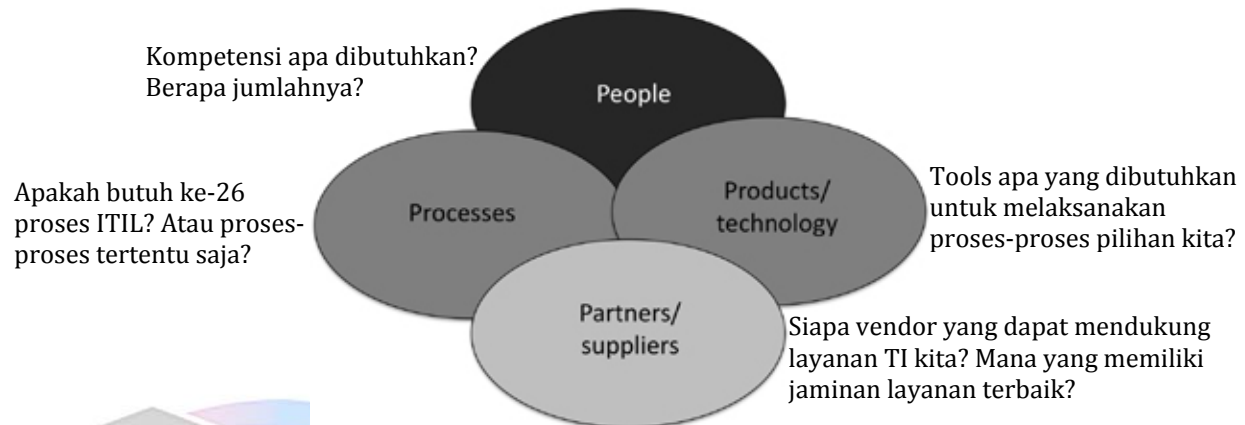 Kompetensi apa dibutuhkan?
Berapa jumlahnya?
People
Apakah butuh ke-26
proses ITIL? Atau proses-
proses tertentu saja?
Processes
Products/
technology
Tools apa yang dibutuhkan
untuk melaksanakan
proses-proses pilihan kita?
Partners/
suppliers
Siapa vendor yang dapat mendukung
layanan TI kita? Mana yang memiliki
jaminan layanan terbaik?